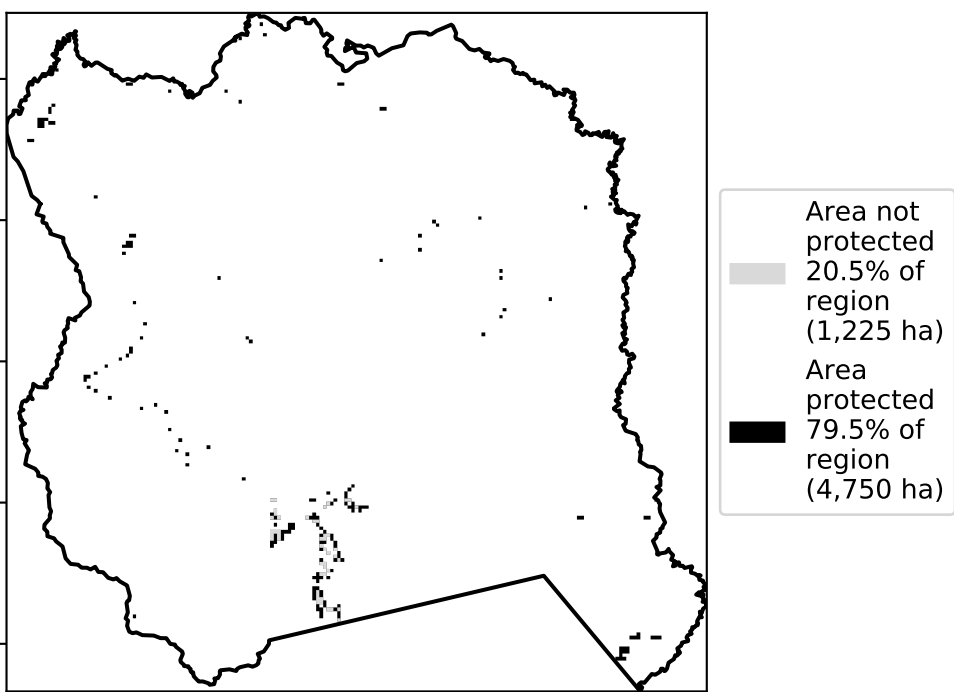 Area not
protected
20.5% of
region
(1,225 ha)
Area
protected
79.5% of
region
(4,750 ha)